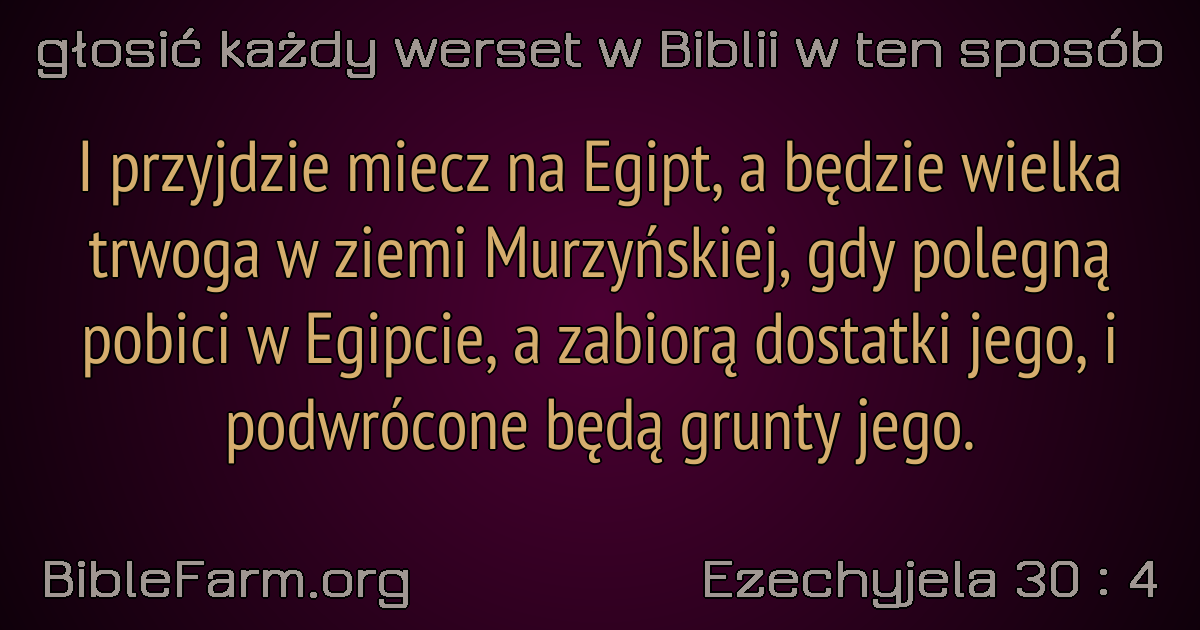 głosić każdy werset w Biblii w ten sposób
I przyjdzie miecz na Egipt, a będzie wielka
trwoga w ziemi Murzyńskiej, gdy polegną
pobici w Egipcie, a zabiorą dostatki jego, i
podwrócone będą grunty jego.
BibleFarm.org
Ezechyjela 30 : 4